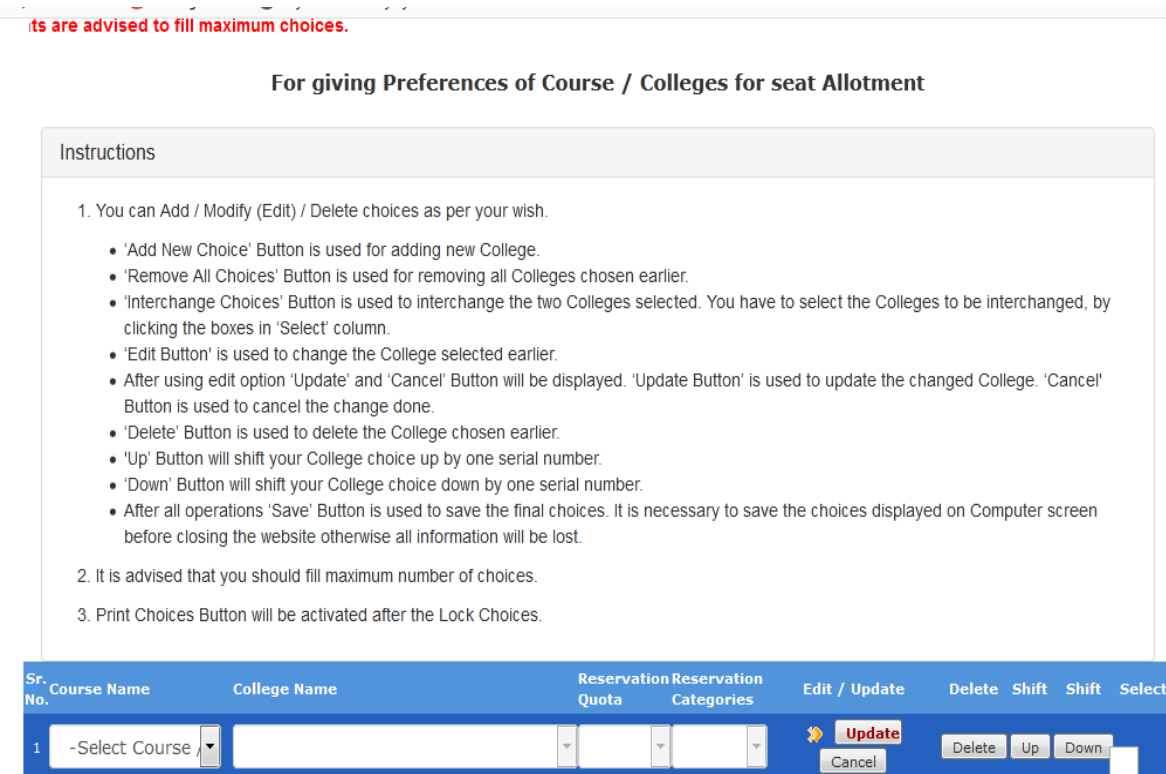 ts are advised to fill maximum choices.
For giving Preferences of Course / Colleges for seat Allotment
Instructions
1. You can Add / Modify (Edit) / Delete choices as per your wish.
• 'Add New Choice' Button is used for adding new College.
• 'Remove All Choices' Button is used for removing all Colleges chosen earlier.
• 'Interchange Choices' Button is used to interchange the two Colleges selected. You have to select the Colleges to be interchanged, by
clicking the boxes in 'Select' column.
• 'Edit Button' is used to change the College selected earlier.
• After using edit option 'Update' and 'Cancel' Button will be displayed. 'Update Button' is used to update the changed College. 'Cancel'
Button is used to cancel the change done.
• 'Delete' Button is used to delete the College chosen earlier.
• 'Up' Button will shift your College choice up by one serial number.
• 'Down' Button will shift your College choice down by one serial number.
• After all operations 'Save' Button is used to save the final choices. It is necessary to save the choices displayed on Computer screen
before closing the website otherwise all information will be lost.
2. It is advised that you should fill maximum number of choices.
3. Print Choices Button will be activated after the Lock Choices.
Sr. No. Course Name College Name Reservation Quota Reservation Categories Edit / Update Delete Shift Shift Select
1 -Select Course / Update Cancel Delete Up Down